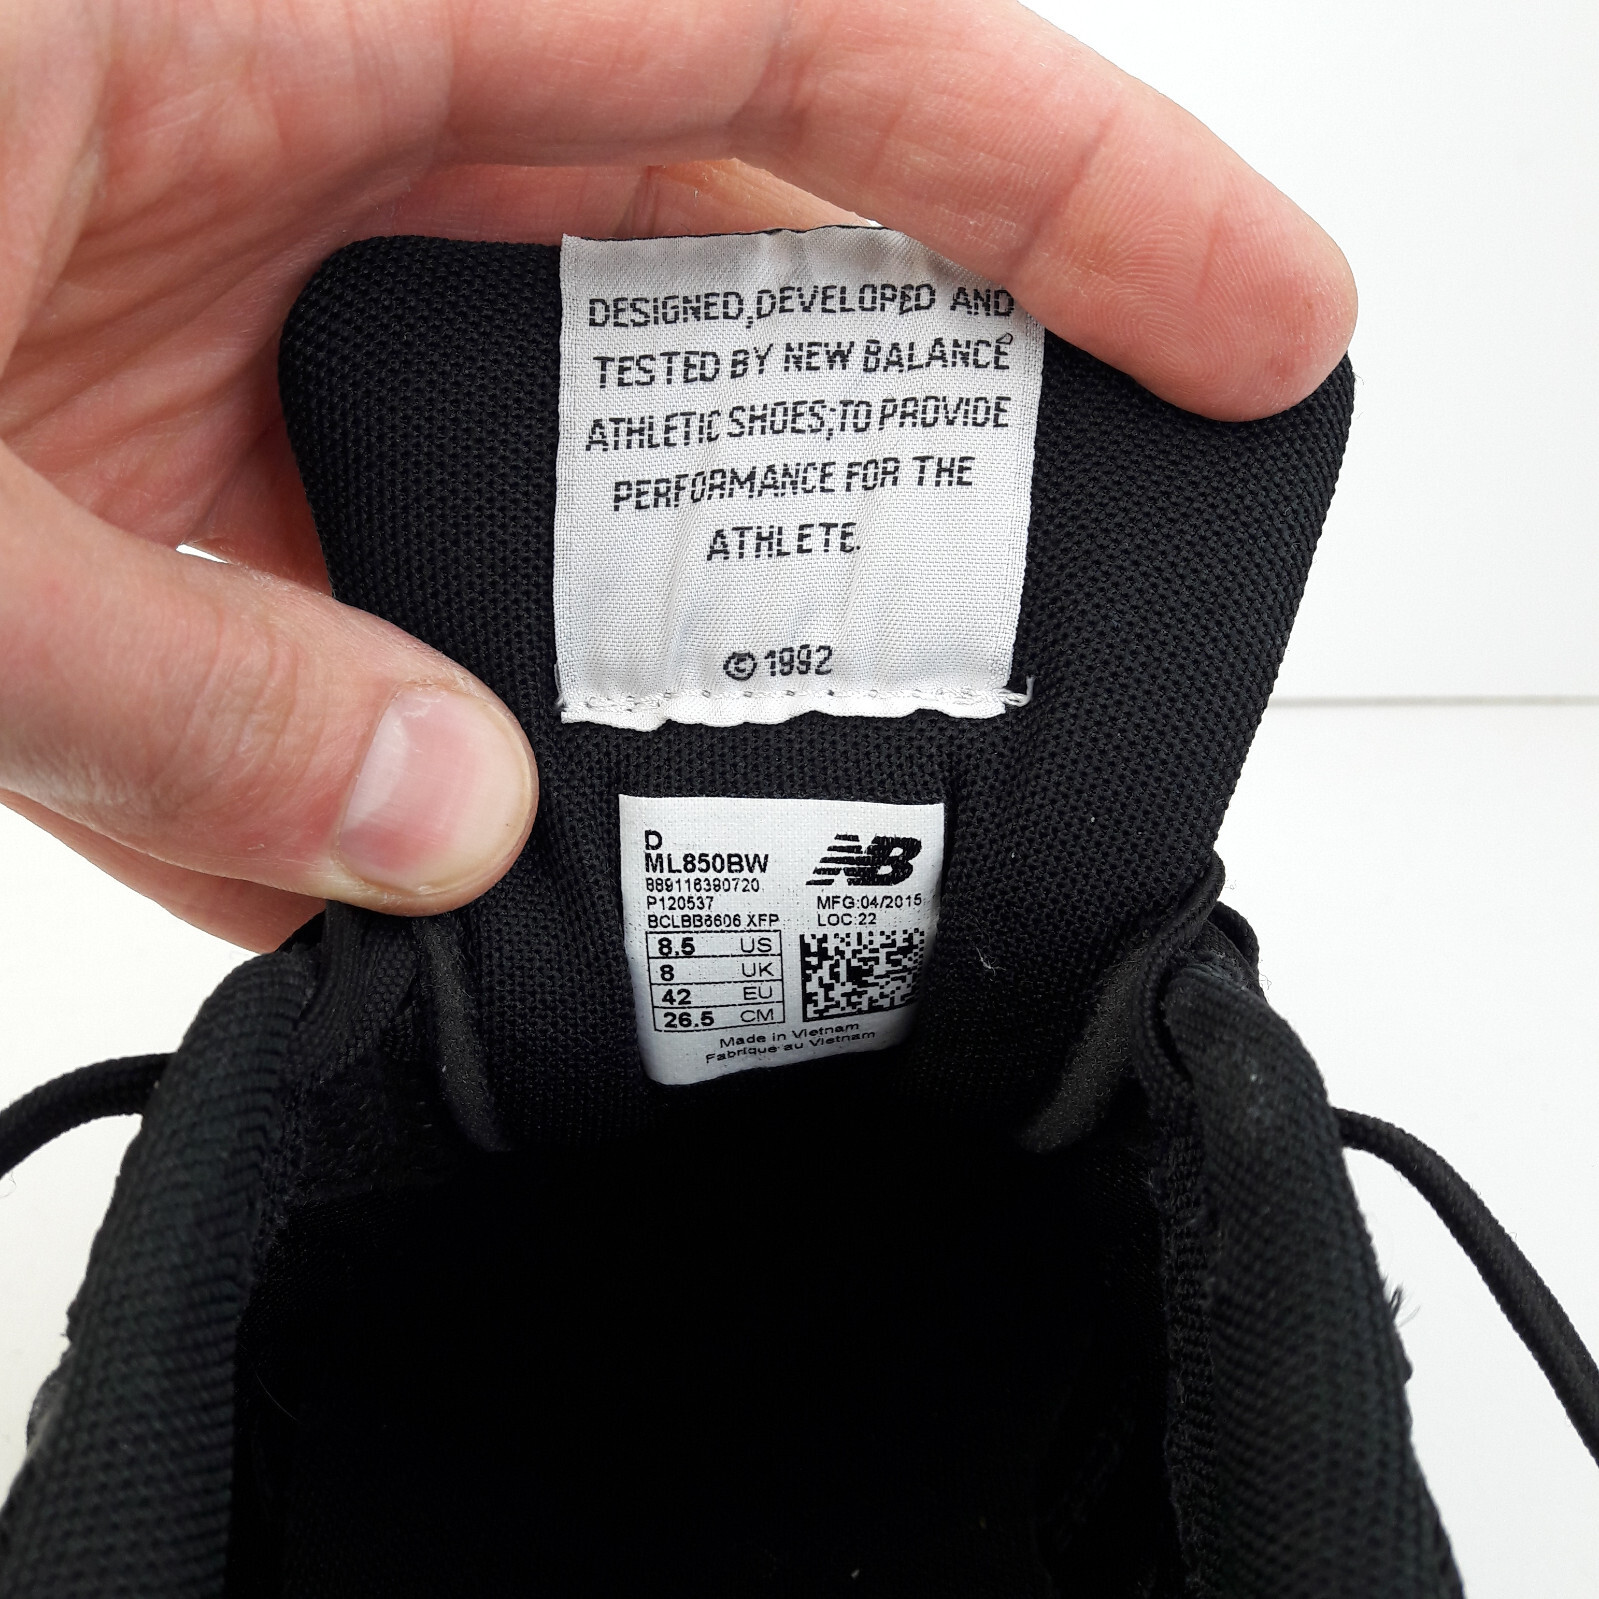 DESIGNED,DEVELOPED AND
TESTED BY NEW BALANCE
ATHLETIC SHOES;TO PROVIDE
PERFORMANCE FOR THE
ATHLETE.
©1992
D
ML850BW
889116390720
P120537
BCLBB6606 XFP
NB
MFG:04/2015
LOC:22
8.5 US
8 UK
42 EU
26.5 CM
Made in Vietnam
Fabrique au Vietnam